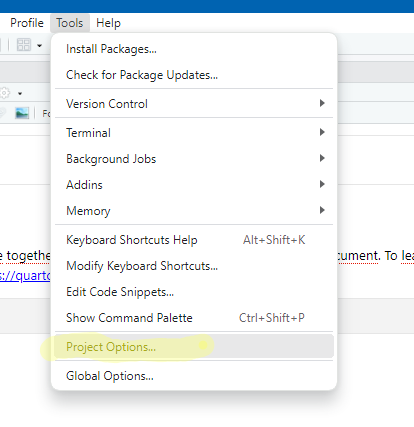 Profile Tools Help
Install Packages...
Check for Package Updates...
Version Control
Terminal
Background Jobs
Addins
Memory
Keyboard Shortcuts Help Alt+Shift+K
Modify Keyboard Shortcuts...
e togethe
cument. To lea
s://quarto
Edit Code Snippets...
Show Command Palette Ctrl+Shift+P
Project Options...
Global Options...